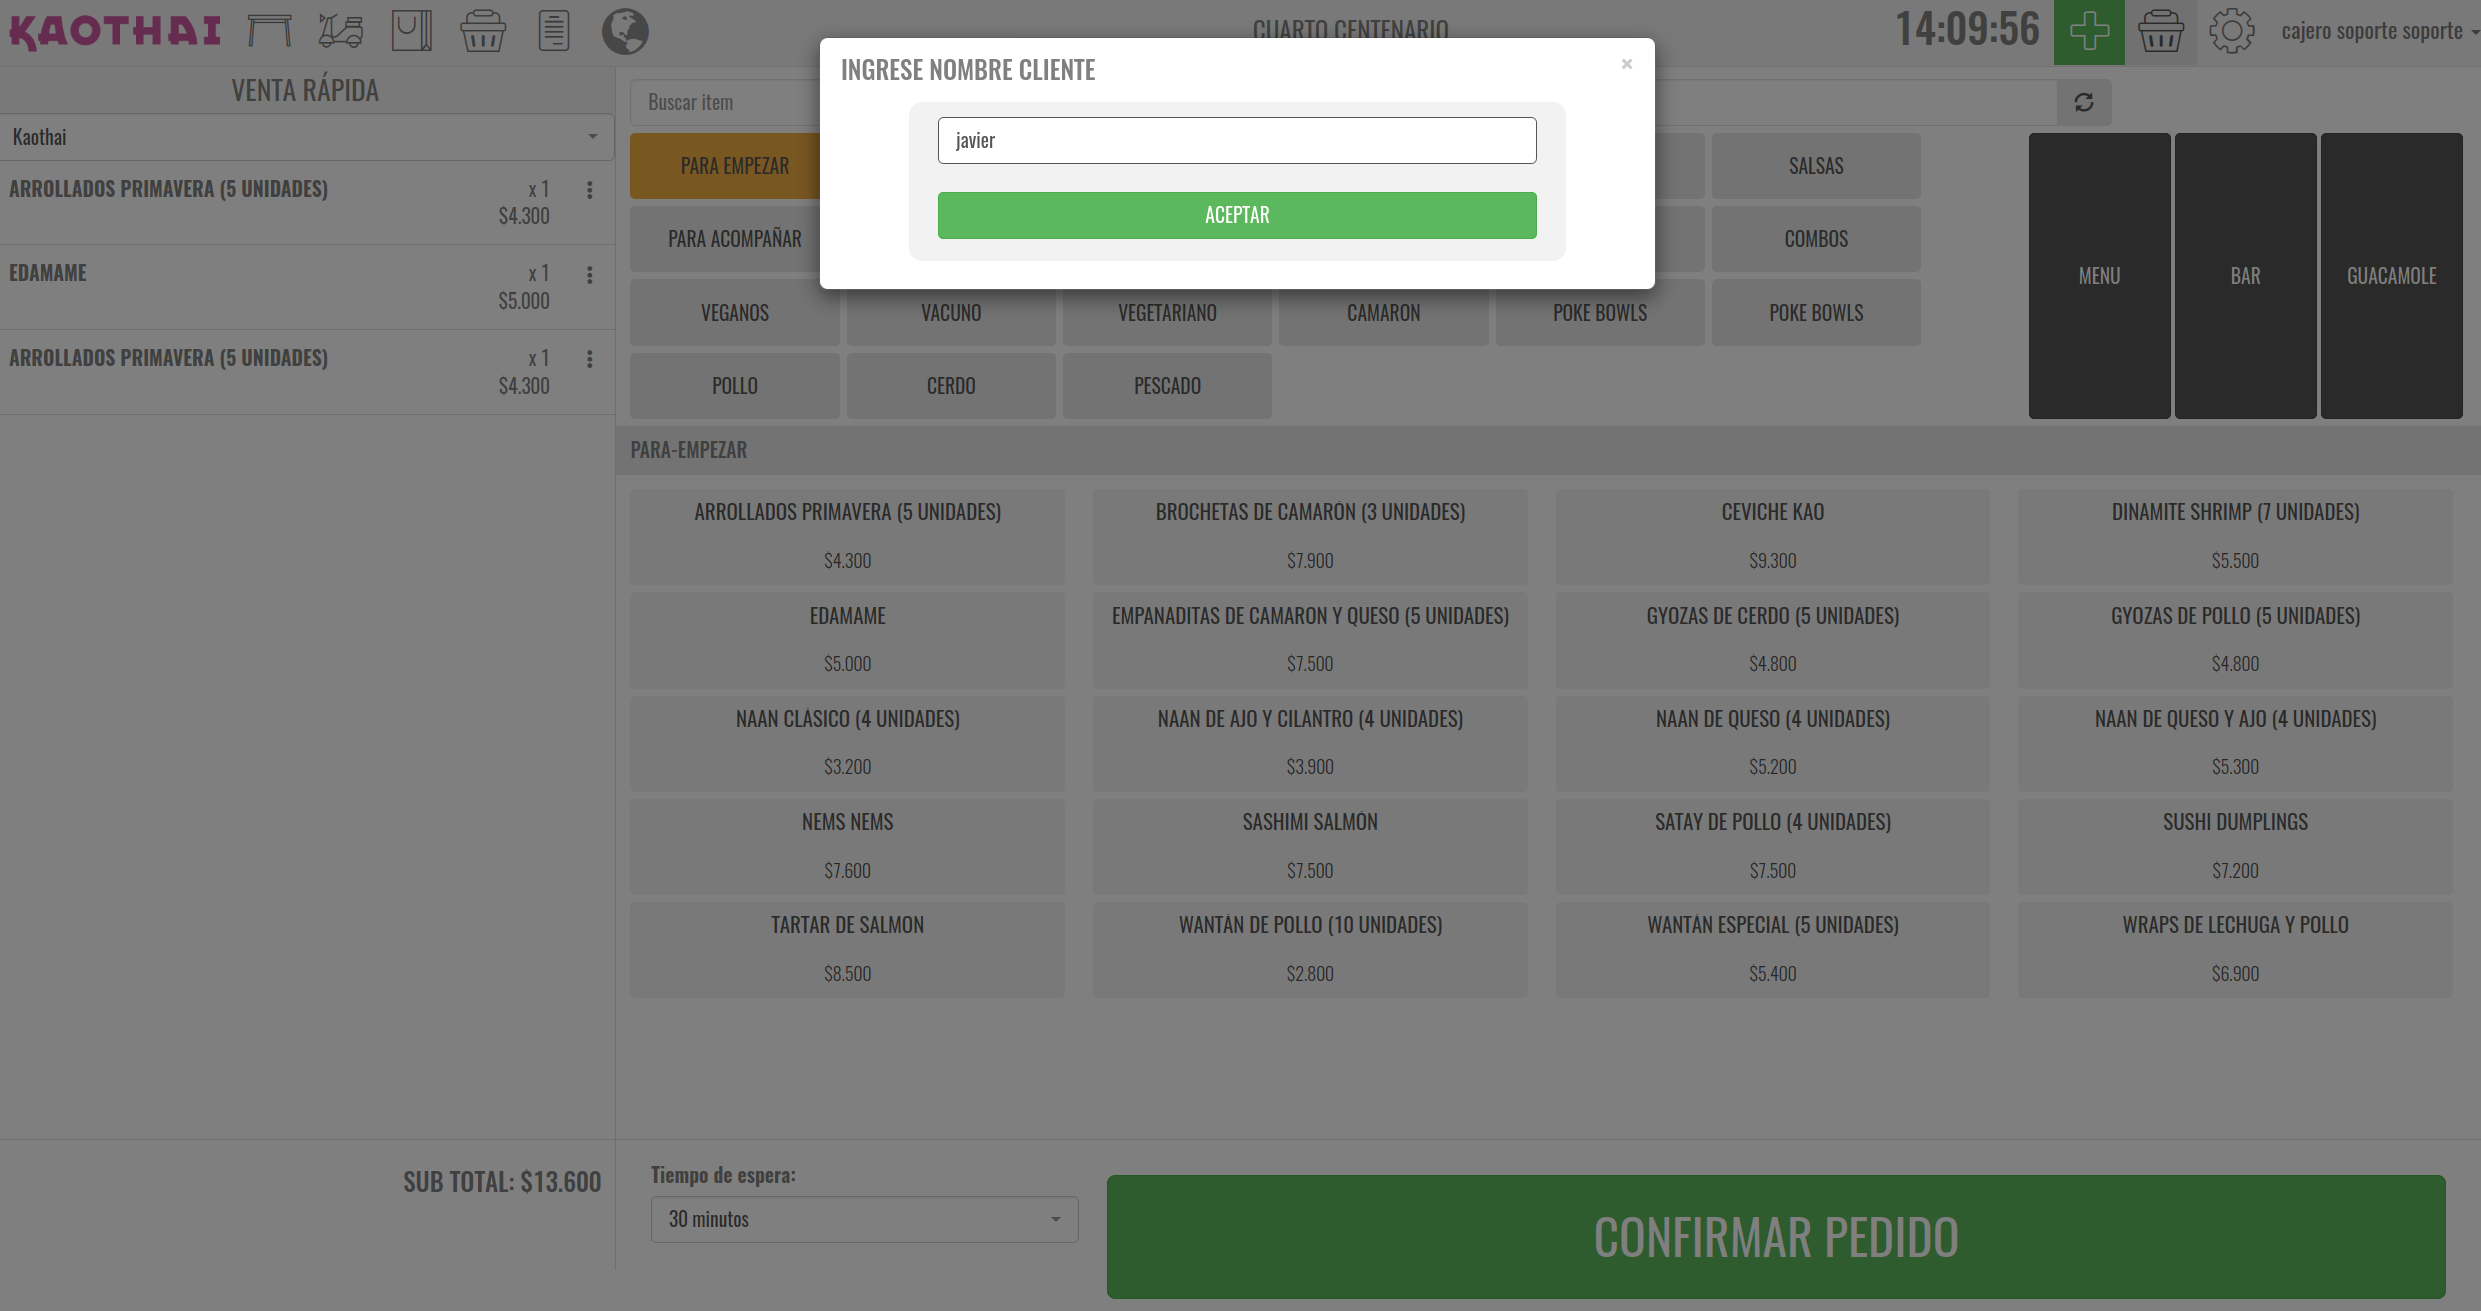 KAOTHAI
CUARTO CENTENARIO
14:09:56
cajero soporte soporte
INGRESE NOMBRE CLIENTE
×
javier
ACEPTAR
VENTA RÁPIDA
Kaothai
ARROLLADOS PRIMAVERA (5 UNIDADES)
x 1
$4.300
EDAMAME
x 1
$5.000
ARROLLADOS PRIMAVERA (5 UNIDADES)
x 1
$4.300
SUB TOTAL: $13.600
Buscar item
PARA EMPEZAR
SALSAS
PARA ACOMPAÑAR
COMBOS
VEGANOS
VACUNO
VEGETARIANO
CAMARON
POKE BOWLS
POKE BOWLS
POLLO
CERDO
PESCADO
MENU
BAR
GUACAMOLE
PARA-EMPEZAR
ARROLLADOS PRIMAVERA (5 UNIDADES)
$4.300
BROCHETAS DE CAMARÓN (3 UNIDADES)
$7.900
CEVICHE KAO
$9.300
DINAMITE SHRIMP (7 UNIDADES)
$5.500
EDAMAME
$5.000
EMPANADITAS DE CAMARON Y QUESO (5 UNIDADES)
$7.500
GYOZAS DE CERDO (5 UNIDADES)
$4.800
GYOZAS DE POLLO (5 UNIDADES)
$4.800
NAAN CLÁSICO (4 UNIDADES)
$3.200
NAAN DE AJO Y CILANTRO (4 UNIDADES)
$3.900
NAAN DE QUESO (4 UNIDADES)
$5.200
NAAN DE QUESO Y AJO (4 UNIDADES)
$5.300
NEMS NEMS
$7.600
SASHIMI SALMÓN
$7.500
SATAY DE POLLO (4 UNIDADES)
$7.500
SUSHI DUMPLINGS
$7.200
TARTAR DE SALMON
$8.500
WANTÁN DE POLLO (10 UNIDADES)
$2.800
WANTÁN ESPECIAL (5 UNIDADES)
$5.400
WRAPS DE LECHUGA Y POLLO
$6.900
Tiempo de espera:
30 minutos
CONFIRMAR PEDIDO